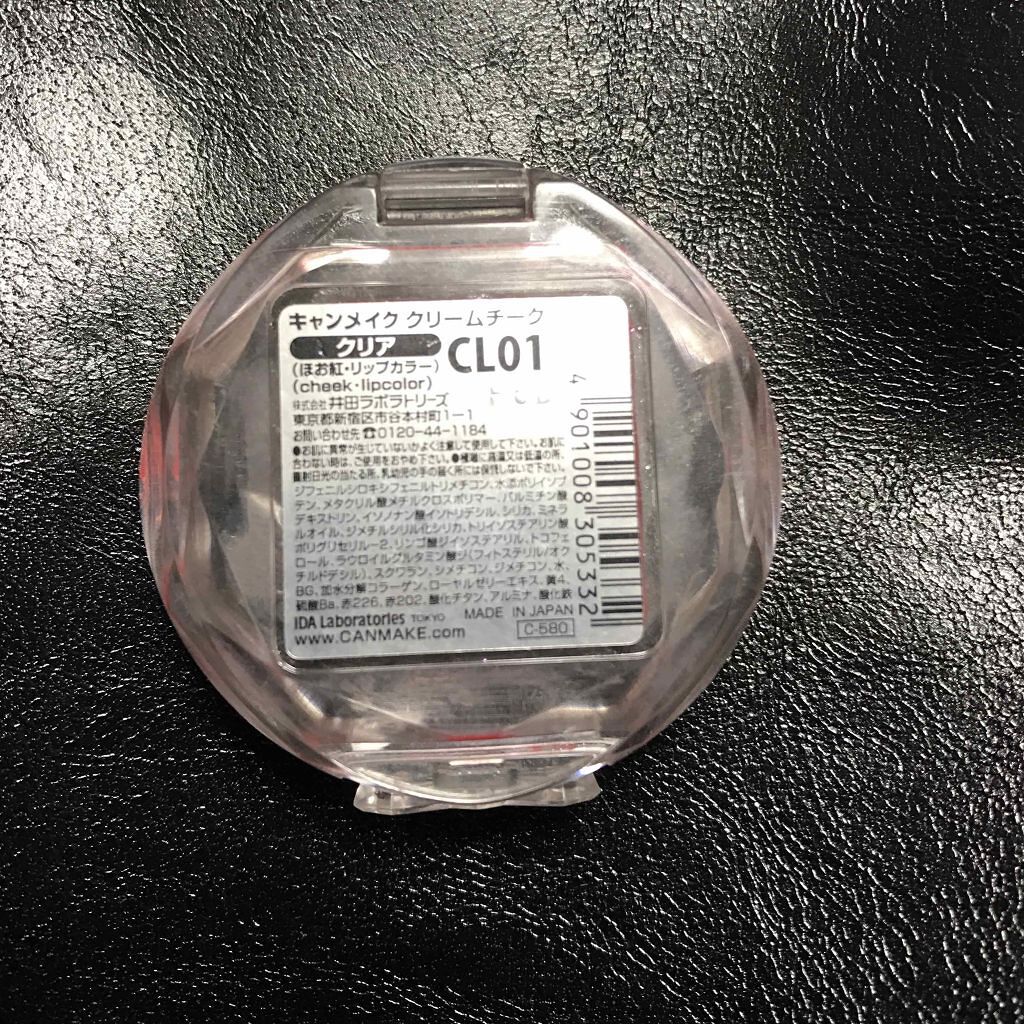 キャンメイク クリームチーク
クリア CL01
(ほお紅・リップカラー)
(cheek・lipcolor)
株式会社 井田ラボラトリーズ
東京都新宿区市谷本村町1-1
お問い合わせ先 ☎0120-44-1184
●お肌に異常が生じていないかよく注意して使用して下さい。お肌に
合わない時は、ご使用をおやめ下さい。●極端に高温又は低温の所、
直射日光の当たる所、乳幼児の手の届く所には保管しないで下さい。
ジフェニルシロキシフェニルトリメチコン、水添ポリイソブ
テン、メタクリル酸メチルクロスポリマー、パルミチン酸
デキストリン、イソノナン酸イソトリデシル、シリカ、ミネラ
ルオイル、ジメチルシリル化シリカ、トリイソステアリン酸
ポリグリセリル-2、リンゴ酸ジイソステアリル、トコフェ
ロール、ラウロイルグルタミン酸ジ(フィトステリル/オク
チルドデシル)、スクワラン、シメチコン、ジメチコン、水、
BG、加水分解コラーゲン、ローヤルゼリーエキス、黄4、
硫酸Ba、赤226、赤202、酸化チタン、アルミナ、酸化鉄
IDA Laboratories TOKYO MADE IN JAPAN
www.CANMAKE.com C-580
4 901008 305332